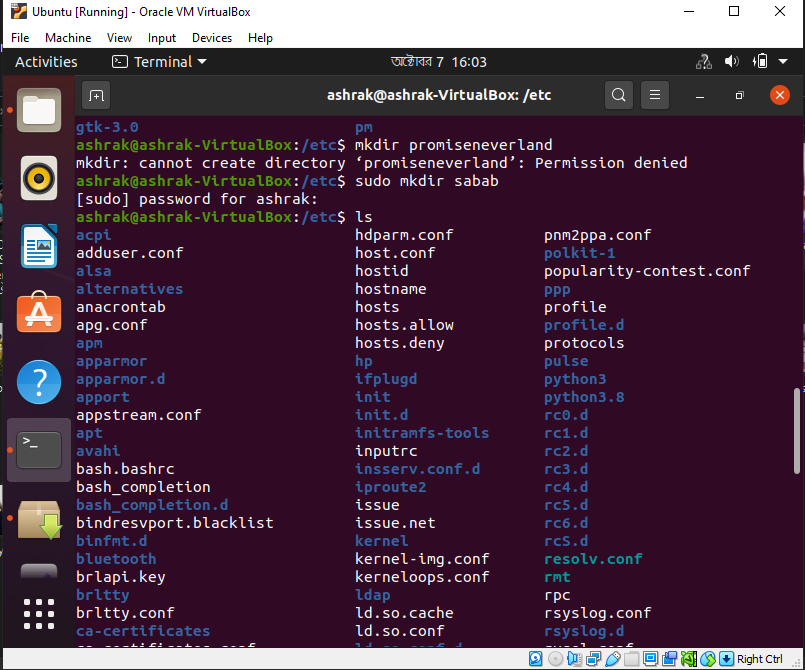 Ubuntu [Running] - Oracle VM VirtualBox
File Machine View Input Devices Help
Activities Terminal অক্টোবর 7 16:03
ashrak@ashrak-VirtualBox: /etc
gtk-3.0 pm
ashrak@ashrak-VirtualBox:/etc$ mkdir promiseneverland
mkdir: cannot create directory ‘promiseneverland’: Permission denied
ashrak@ashrak-VirtualBox:/etc$ sudo mkdir sabab
[sudo] password for ashrak:
ashrak@ashrak-VirtualBox:/etc$ ls
acpi hdparm.conf pnm2ppa.conf
adduser.conf host.conf polkit-1
alsa hostid popularity-contest.conf
alternatives hostname ppp
anacrontab hosts profile
apg.conf hosts.allow profile.d
apm hosts.deny protocols
apparmor hp pulse
apparmor.d ifplugd python3
apport init python3.8
appstream.conf init.d rc0.d
apt initramfs-tools rc1.d
avahi inputrc rc2.d
bash.bashrc insserv.conf.d rc3.d
bash_completion iproute2 rc4.d
bash_completion.d issue rc5.d
bindresvport.blacklist issue.net rc6.d
binfmt.d kernel rcS.d
bluetooth kernel-img.conf resolv.conf
brlapi.key kerneloops.conf rmt
brltty ldap rpc
brltty.conf ld.so.cache rsyslog.conf
ca-certificates ld.so.conf rsyslog.d
Right Ctrl